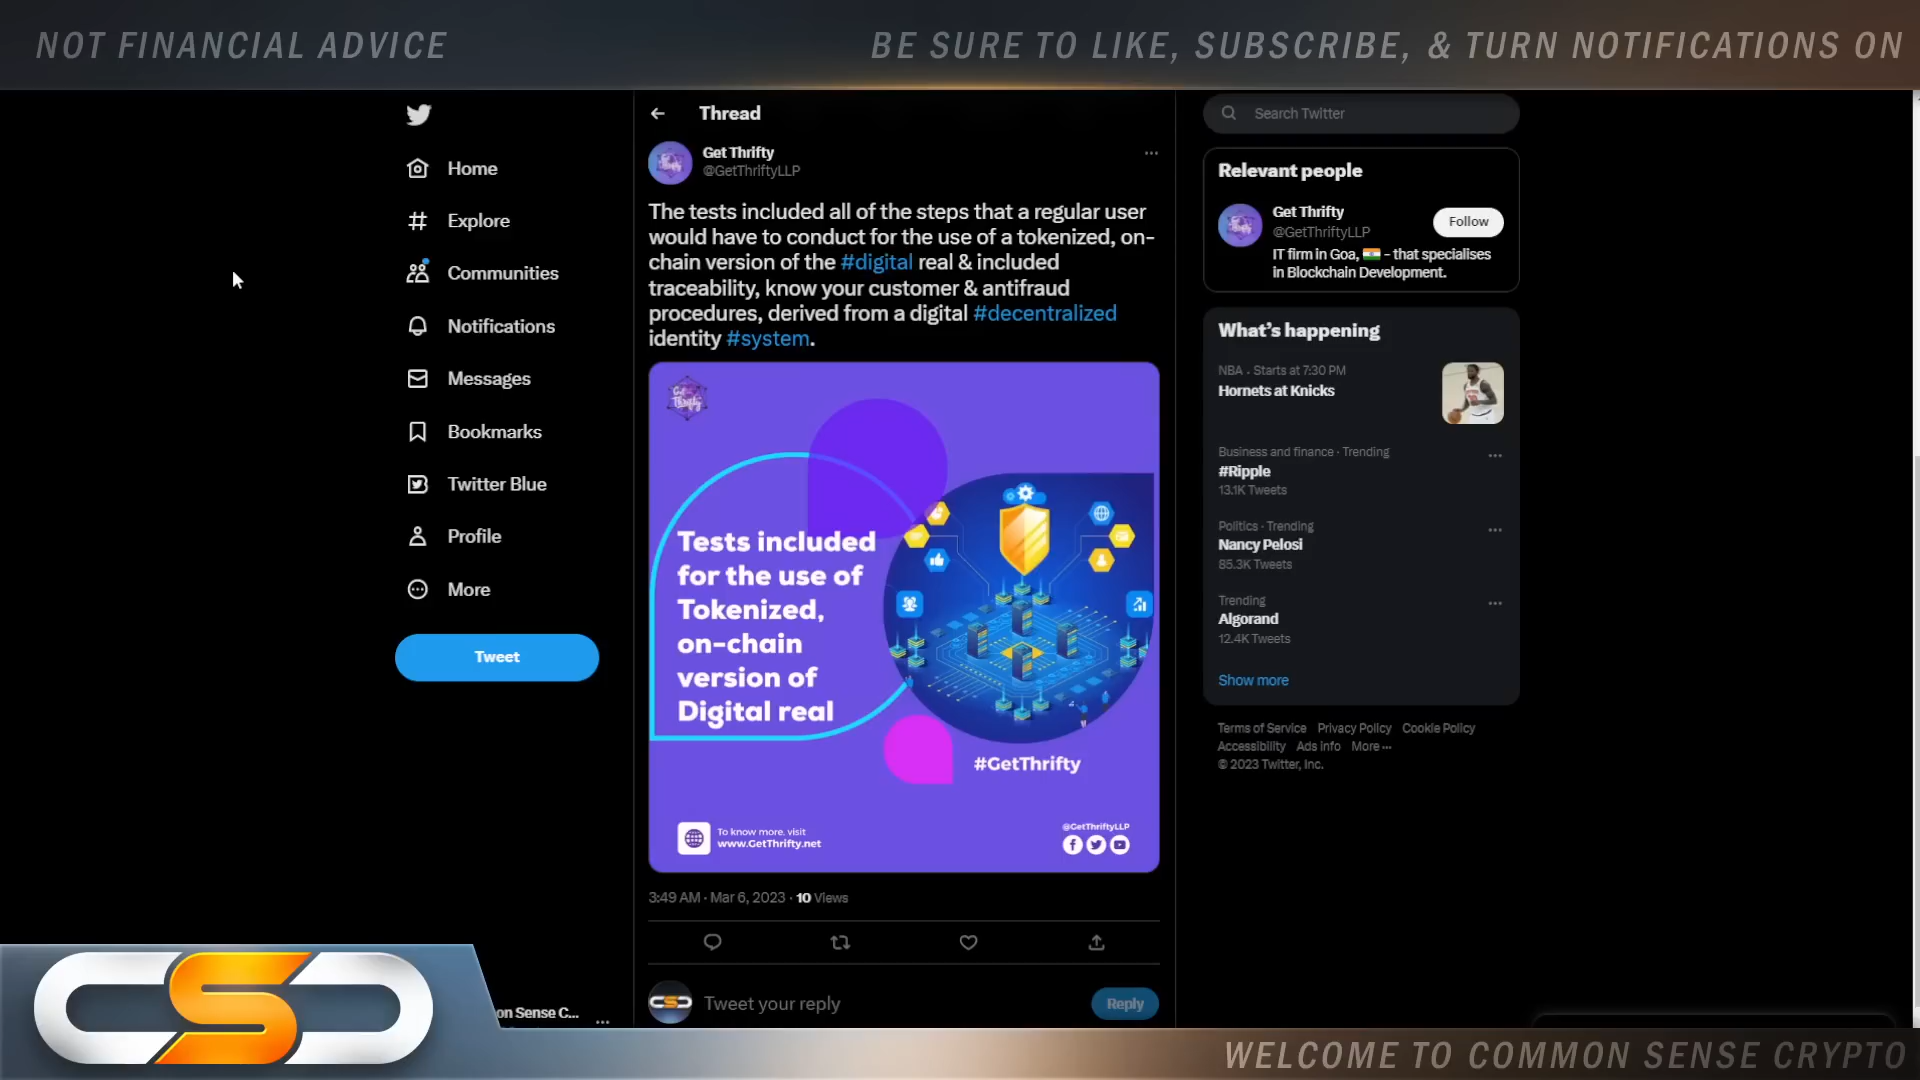 NOT FINANCIAL ADVICE
BE SURE TO LIKE, SUBSCRIBE, & TURN NOTIFICATIONS ON
Home
Explore
Communities
Notifications
Messages
Bookmarks
Twitter Blue
Profile
More
Tweet
on Sense C...
Thread
Get Thrifty
@GetThriftyLLP
The tests included all of the steps that a regular user
would have to conduct for the use of a tokenized, on-
chain version of the #digital real & included
traceability, know your customer & antifraud
procedures, derived from a digital #decentralized
identity #system.
Get
Thrifty
Tests included
for the use of
Tokenized,
on-chain
version of
Digital real
#GetThrifty
To know more, visit
www.GetThrifty.net
@GetThriftyLLP
3:49 AM · Mar 6, 2023 · 10 Views
Tweet your reply
Reply
Search Twitter
Relevant people
Get Thrifty
@GetThriftyLLP
Follow
IT firm in Goa, 🇮🇳 - that specialises
in Blockchain Development.
What's happening
NBA · Starts at 7:30 PM
Hornets at Knicks
Business and finance · Trending
#Ripple
13.1K Tweets
Politics · Trending
Nancy Pelosi
85.3K Tweets
Trending
Algorand
12.4K Tweets
Show more
Terms of Service Privacy Policy Cookie Policy
Accessibility Ads info More ···
© 2023 Twitter, Inc.
CSC
WELCOME TO COMMON SENSE CRYPTO